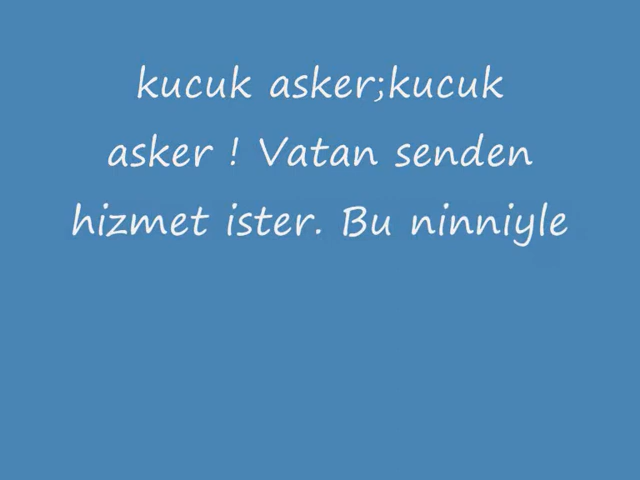 kucuk asker;kucuk
asker ! Vatan senden
hizmet ister. Bu ninniyle